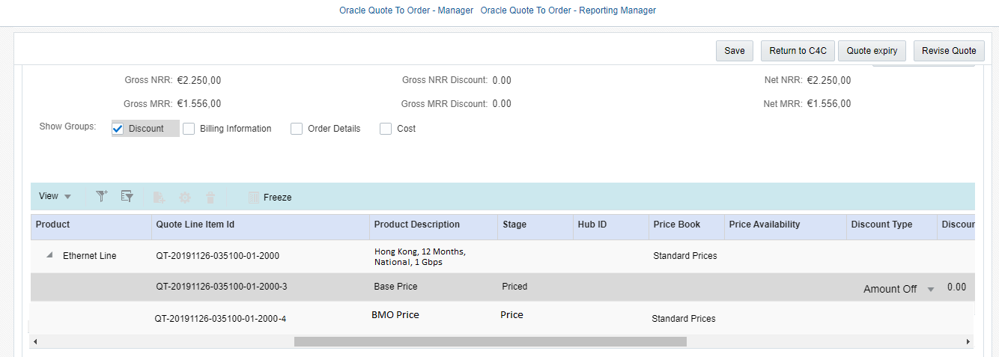 Oracle Quote To Order - Manager Oracle Quote To Order - Reporting Manager
Save Return to C4C Quote expiry Revise Quote
Gross NRR: €2.250,00 Gross NRR Discount: 0.00 Net NRR: €2.250,00
Gross MRR: €1.556,00 Gross MRR Discount: 0.00 Net MRR: €1.556,00
Show Groups: Discount Billing Information Order Details Cost
View Freeze
Product Quote Line Item Id Product Description Stage Hub ID Price Book Price Availability Discount Type Discoun
Ethernet Line QT-20191126-035100-01-2000 Hong Kong, 12 Months, Standard Prices
National, 1 Gbps
QT-20191126-035100-01-2000-3 Base Price Priced Amount Off 0.00
QT-20191126-035100-01-2000-4 BMO Price Price Standard Prices